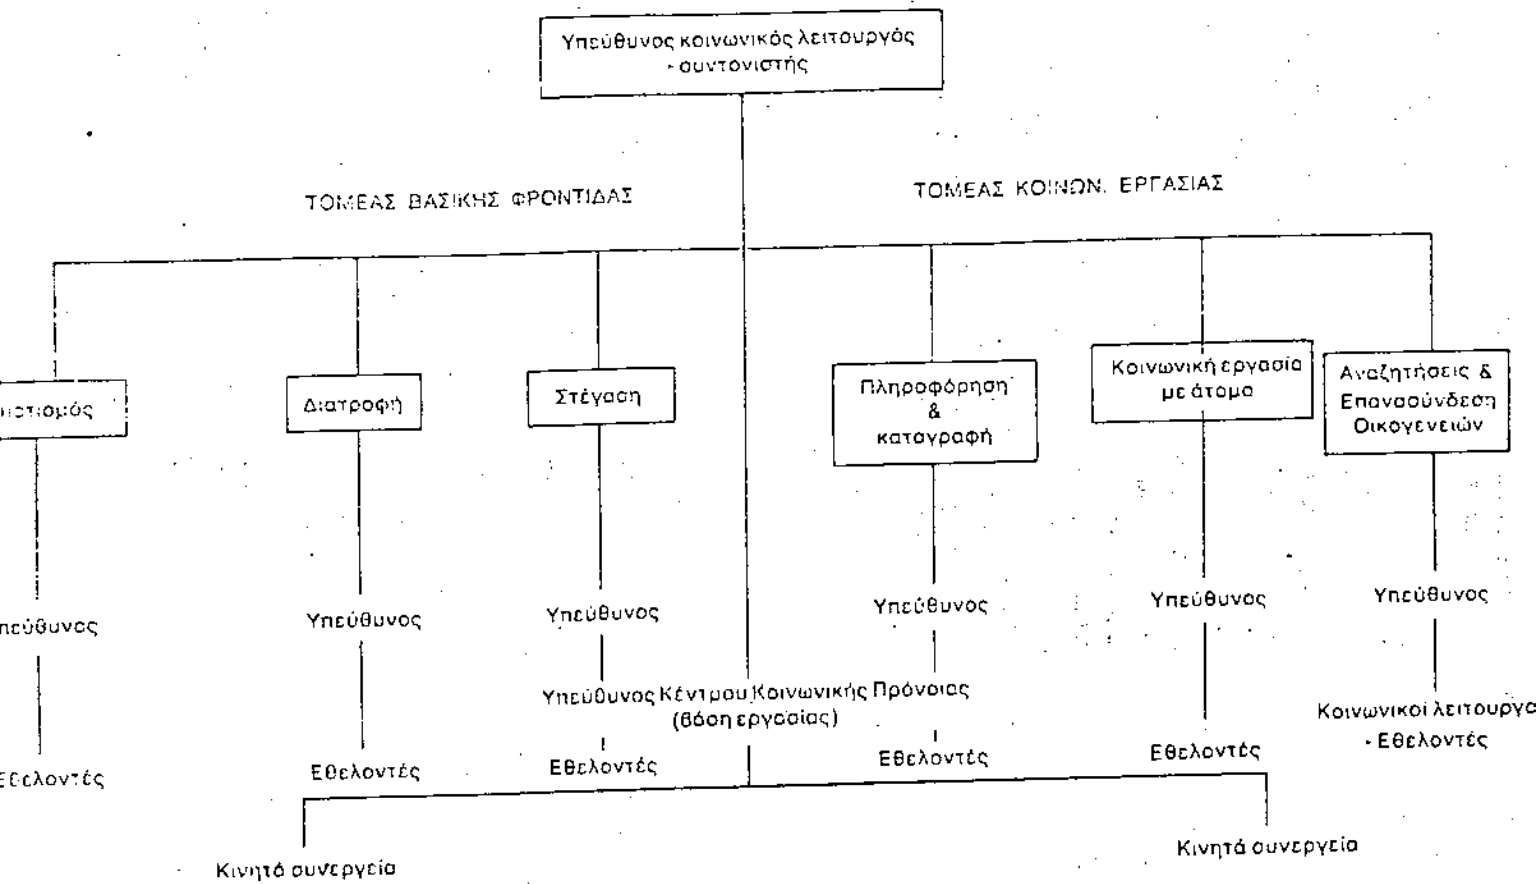 Υπεύθυνος κοινωνικός λειτουργός
- συντονιστής
ΤΟΜΕΑΣ ΒΑΣΙΚΗΣ ΦΡΟΝΤΙΔΑΣ
ΤΟΜΕΑΣ ΚΟΙΝΩΝ. ΕΡΓΑΣΙΑΣ
Διατροφή
Στέγαση
Πληροφόρηση
&
καταγραφή
Κοινωνική εργασία
με άτομα
Αναζητήσεις &
Επανασύνδεση
Οικογενειών
Υπεύθυνος
Υπεύθυνος
Υπεύθυνος
Υπεύθυνος
Υπεύθυνος
Υπεύθυνος Κέντρου Κοινωνικής Πρόνοιας
(βάση εργασίας)
Εθελοντές
Εθελοντές
Εθελοντές
Εθελοντές
Κοινωνικοί
- Εθελοντές
Κινητά συνεργεία
Κινητά συνεργεία